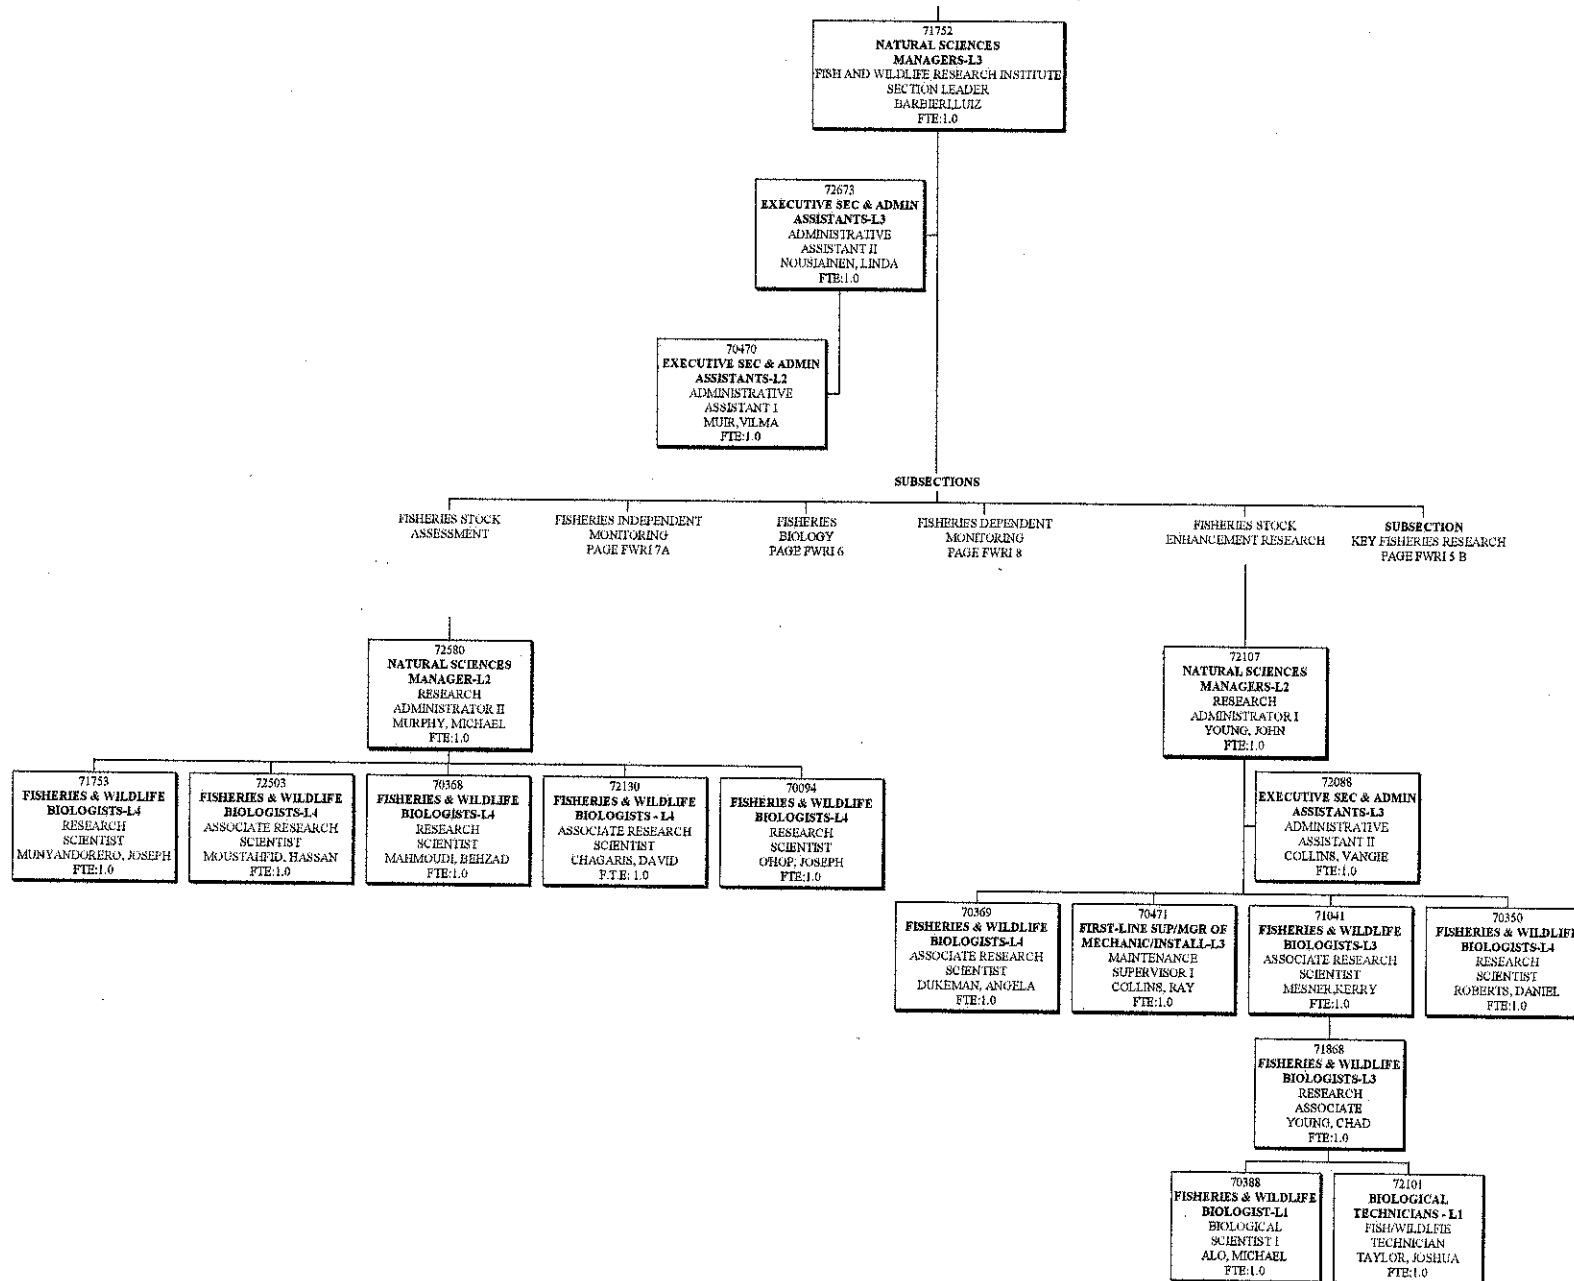 71752
NATURAL SCIENCES
MANAGERS-L3
FISH AND WILDLIFE RESEARCH INSTITUTE
SECTION LEADER
BARBIERI,LUIZ
FTE:1.0
72673
EXECUTIVE SEC & ADMIN
ASSISTANTS-L3
ADMINISTRATIVE
ASSISTANT II
NOUSIAINEN, LINDA
FTE:1.0
70470
EXECUTIVE SEC & ADMIN
ASSISTANTS-L2
ADMINISTRATIVE
ASSISTANT I
MUIR,VILMA
FTE:1.0
SUBSECTIONS
FISHERIES STOCK
ASSESSMENT
FISHERIES INDEPENDENT
MONITORING
PAGE FWRI 7A
FISHERIES
BIOLOGY
PAGE FWRI 6
FISHERIES DEPENDENT
MONITORING
PAGE FWRI 8
FISHERIES STOCK
ENHANCEMENT RESEARCH
SUBSECTION
KEY FISHERIES RESEARCH
PAGE FWRI 5 B
72580
NATURAL SCIENCES
MANAGER-L2
RESEARCH
ADMINISTRATOR II
MURPHY, MICHAEL
FTE:1.0
72107
NATURAL SCIENCES
MANAGERS-L2
RESEARCH
ADMINISTRATOR I
YOUNG, JOHN
FTE:1.0
71753
FISHERIES & WILDLIFE
BIOLOGISTS-L4
RESEARCH
SCIENTIST
MUNYANDORERO, JOSEPH
FTE:1.0
72503
FISHERIES & WILDLIFE
BIOLOGISTS-L4
ASSOCIATE RESEARCH
SCIENTIST
MOUSTAHFID, HASSAN
FTE:1.0
70368
FISHERIES & WILDLIFE
BIOLOGISTS-L4
RESEARCH
SCIENTIST
MAHMOUDI, BEHZAD
FTE:1.0
72130
FISHERIES & WILDLIFE
BIOLOGISTS - L4
ASSOCIATE RESEARCH
SCIENTIST
CHAGARIS, DAVID
F.T.E: 1.0
70094
FISHERIES & WILDLIFE
BIOLOGISTS-L4
RESEARCH
SCIENTIST
OHOP, JOSEPH
FTE:1.0
72088
EXECUTIVE SEC & ADMIN
ASSISTANTS-L3
ADMINISTRATIVE
ASSISTANT II
COLLINS, VANGIE
FTE:1.0
70369
FISHERIES & WILDLIFE
BIOLOGISTS-L4
ASSOCIATE RESEARCH
SCIENTIST
DUKEMAN, ANGELA
FTE:1.0
70471
FIRST-LINE SUP/MGR OF
MECHANIC/INSTALL-L3
MAINTENANCE
SUPERVISOR I
COLLINS, RAY
FTE:1.0
71041
FISHERIES & WILDLIFE
BIOLOGISTS-L3
ASSOCIATE RESEARCH
SCIENTIST
MESNER,KERRY
FTE:1.0
70350
FISHERIES & WILDLIFE
BIOLOGISTS-L4
RESEARCH
SCIENTIST
ROBERTS, DANIEL
FTE:1.0
71868
FISHERIES & WILDLIFE
BIOLOGISTS-L3
RESEARCH
ASSOCIATE
YOUNG, CHAD
FTE:1.0
70388
FISHERIES & WILDLIFE
BIOLOGIST-L1
BIOLOGICAL
SCIENTIST I
ALO, MICHAEL
FTE:1.0
72101
BIOLOGICAL
TECHNICIANS - L1
FISH/WILDLFIE
TECHNICIAN
TAYLOR, JOSHUA
FTE:1.0